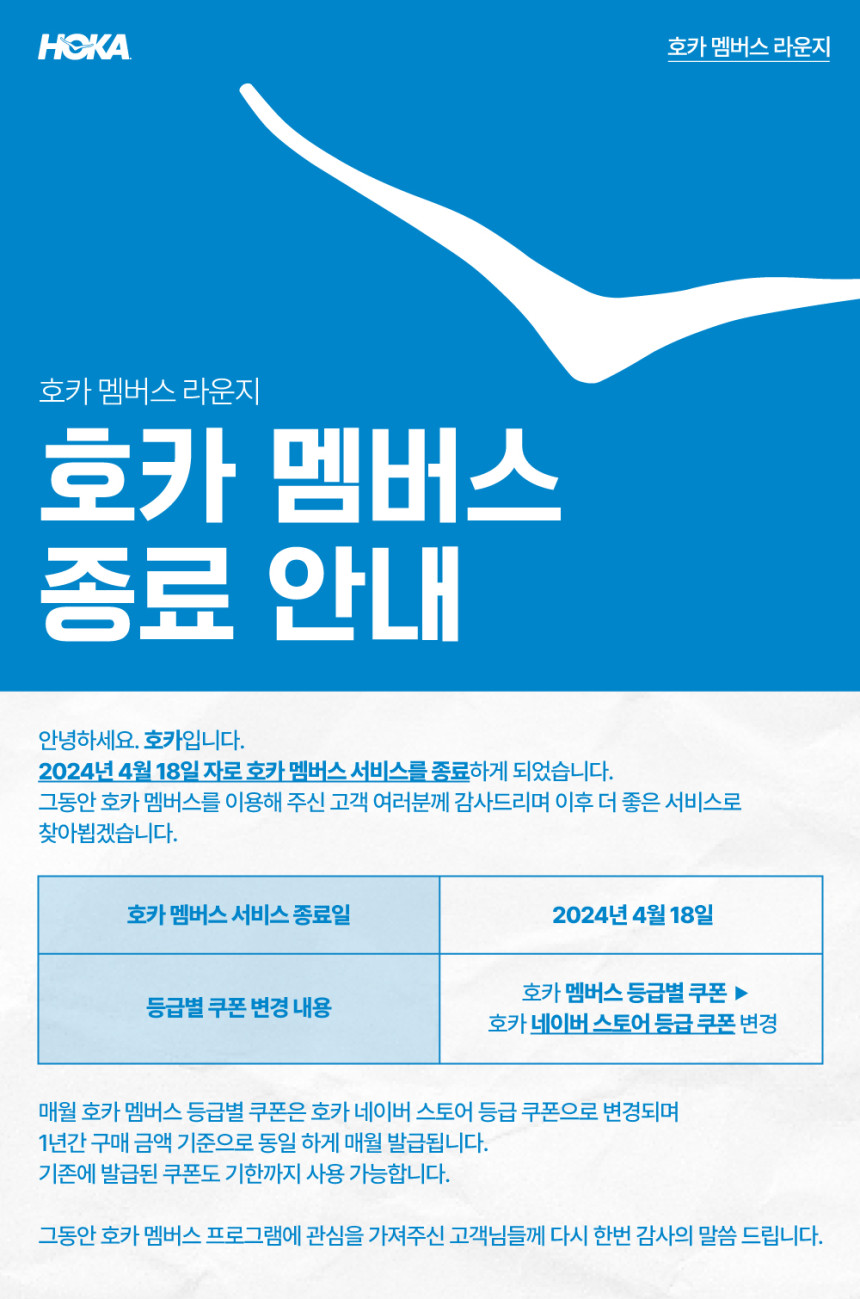 HOKA
호카 멤버스 라운지
호카 멤버스 라운지
호카 멤버스
종료 안내
안녕하세요. 호카입니다.
2024년 4월 18일 자로 호카 멤버스 서비스를 종료하게 되었습니다.
그동안 호카 멤버스를 이용해 주신 고객 여러분께 감사드리며 이후 더 좋은 서비스로
찾아뵙겠습니다.
호카 멤버스 서비스 종료일
2024년 4월 18일
등급별 쿠폰 변경 내용
호카 멤버스 등급별 쿠폰 ▶
호카 네이버 스토어 등급 쿠폰 변경
매월 호카 멤버스 등급별 쿠폰은 호카 네이버 스토어 등급 쿠폰으로 변경되며
1년간 구매 금액 기준으로 동일 하게 매월 발급됩니다.
기존에 발급된 쿠폰도 기한까지 사용 가능합니다.
그동안 호카 멤버스 프로그램에 관심을 가져주신 고객님들께 다시 한번 감사의 말씀 드립니다.